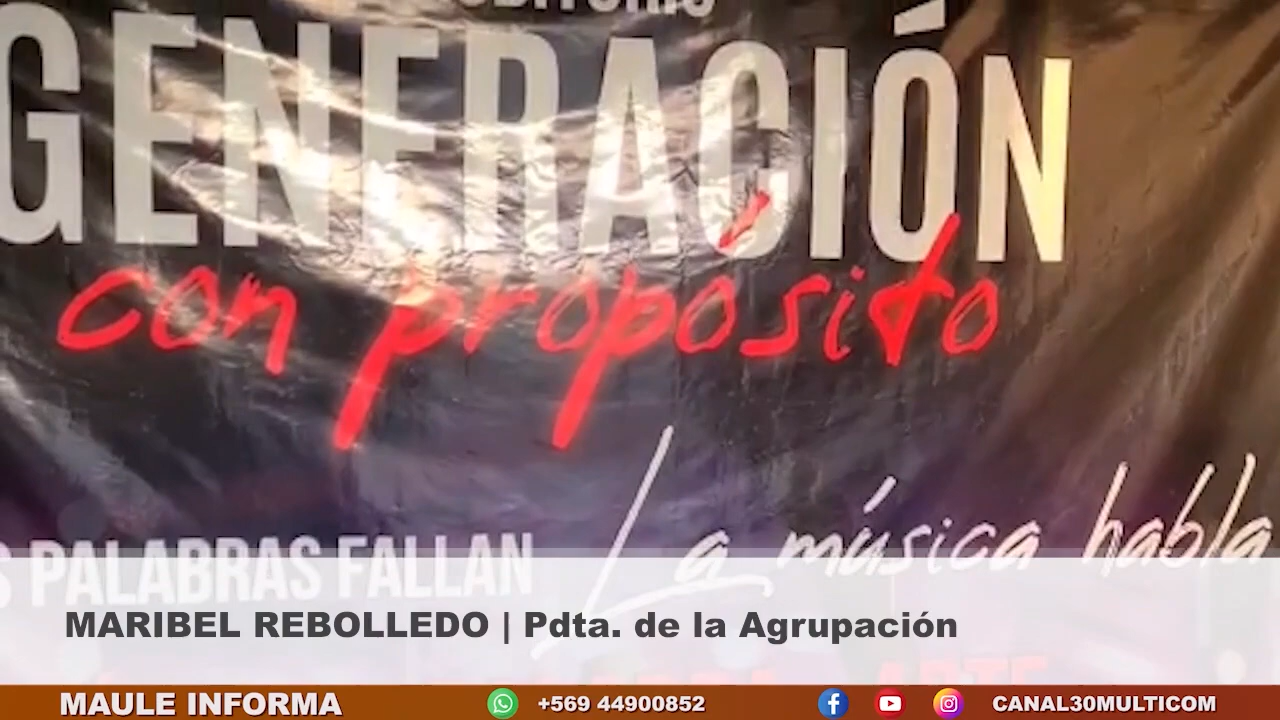 GENERACIÓN
con propósito
PALABRAS FALLAN La música habla
MARIBEL REBOLLEDO | Pdta. de la Agrupación
MAULE INFORMA +569 44900852 CANAL30MULTICOM